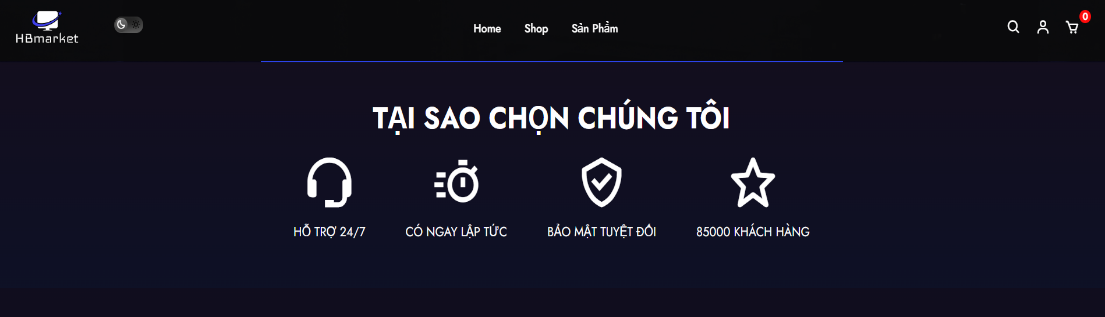 HBmarket
Home Shop Sản Phẩm
0
TẠI SAO CHỌN CHÚNG TÔI
HỖ TRỢ 24/7
CÓ NGAY LẬP TỨC
BẢO MẬT TUYỆT ĐỐI
85000 KHÁCH HÀNG